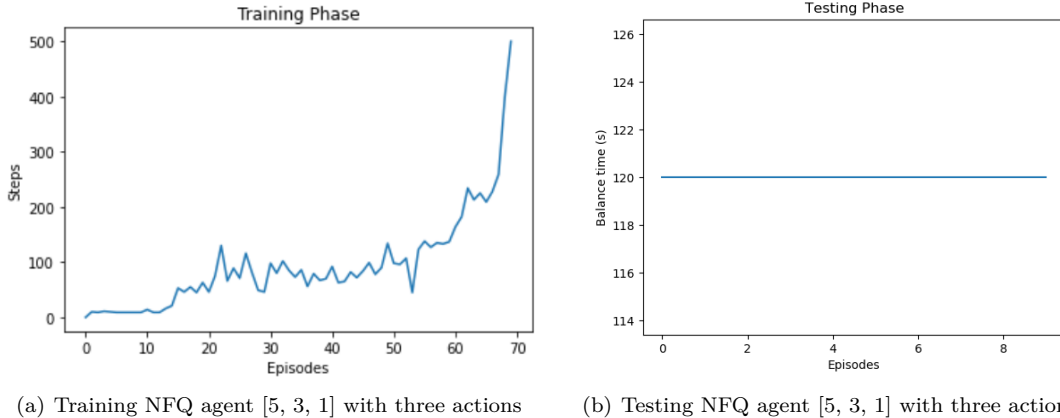 Training Phase
500
400
300
200
100
0
Steps
0 10 20 30 40 50 60 70
Episodes
(a) Training NFQ agent [5, 3, 1] with three actions
Testing Phase
126
124
122
120
118
116
114
Balance time (s)
0 2 4 6 8
Episodes
(b) Testing NFQ agent [5, 3, 1] with three action